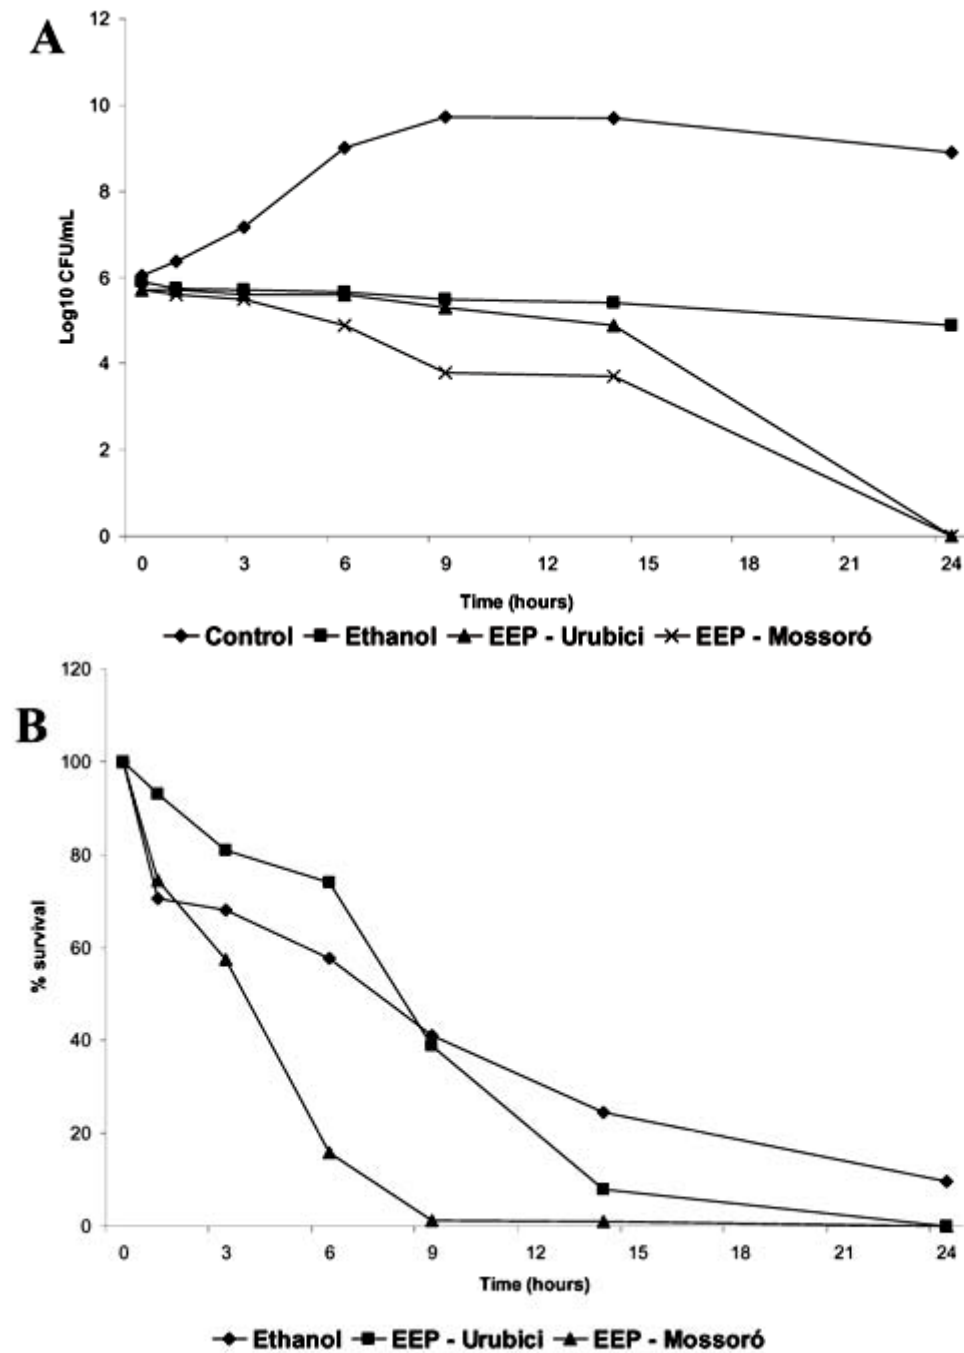 A
12
10
8
6
4
2
0
Log10 CFU/mL
0 3 6 9 12 15 18 21 24
Time (hours)
Control Ethanol EEP - Urubici EEP - Mossoró
B
120
100
80
60
40
20
0
% survival
0 3 6 9 12 15 18 21 24
Time (hours)
Ethanol EEP - Urubici EEP - Mossoró